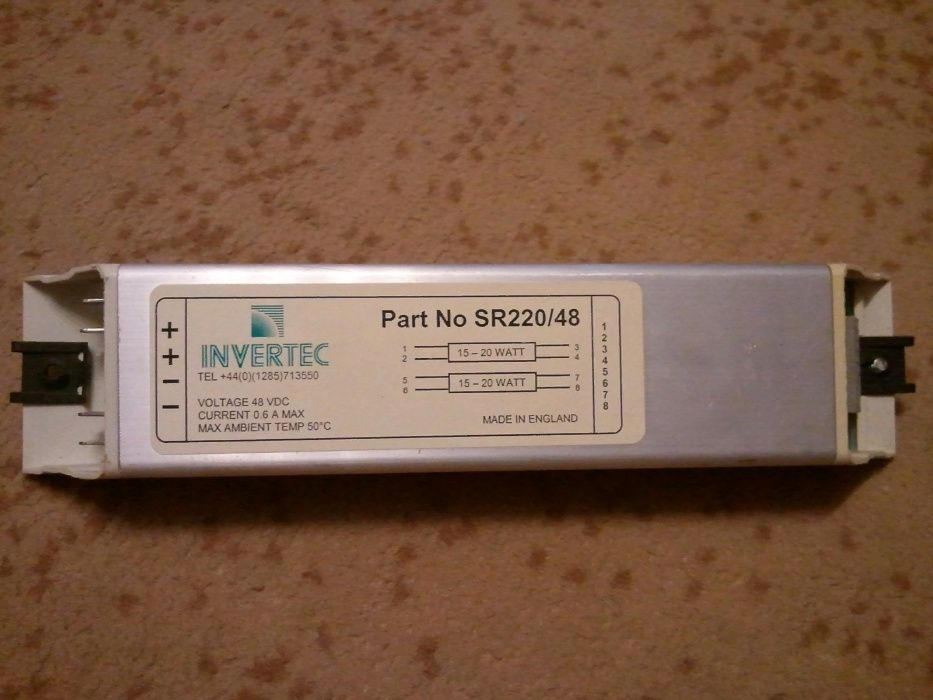 +
+
−
−
INVERTEC
TEL +44(0)(1285)713550
VOLTAGE 48 VDC
CURRENT 0.6 A MAX
MAX AMBIENT TEMP 50°C
Part No SR220/48
1 15 – 20 WATT 3
2 4
5 15 – 20 WATT 7
6 8
MADE IN ENGLAND
1
2
3
4
5
6
7
8